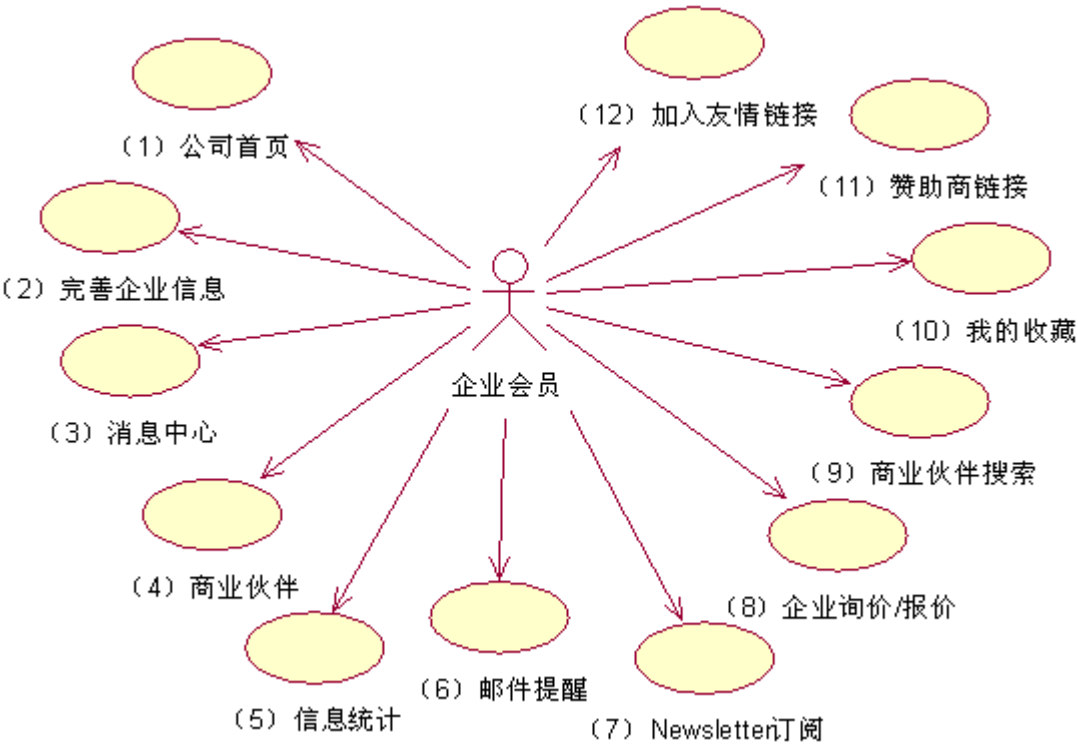 （1）公司首页
（2）完善企业信息
（3）消息中心
（4）商业伙伴
（5）信息统计
（6）邮件提醒
（7）Newsletter订阅
（8）企业询价/报价
（9）商业伙伴搜索
（10）我的收藏
（11）赞助商链接
（12）加入友情链接
企业会员